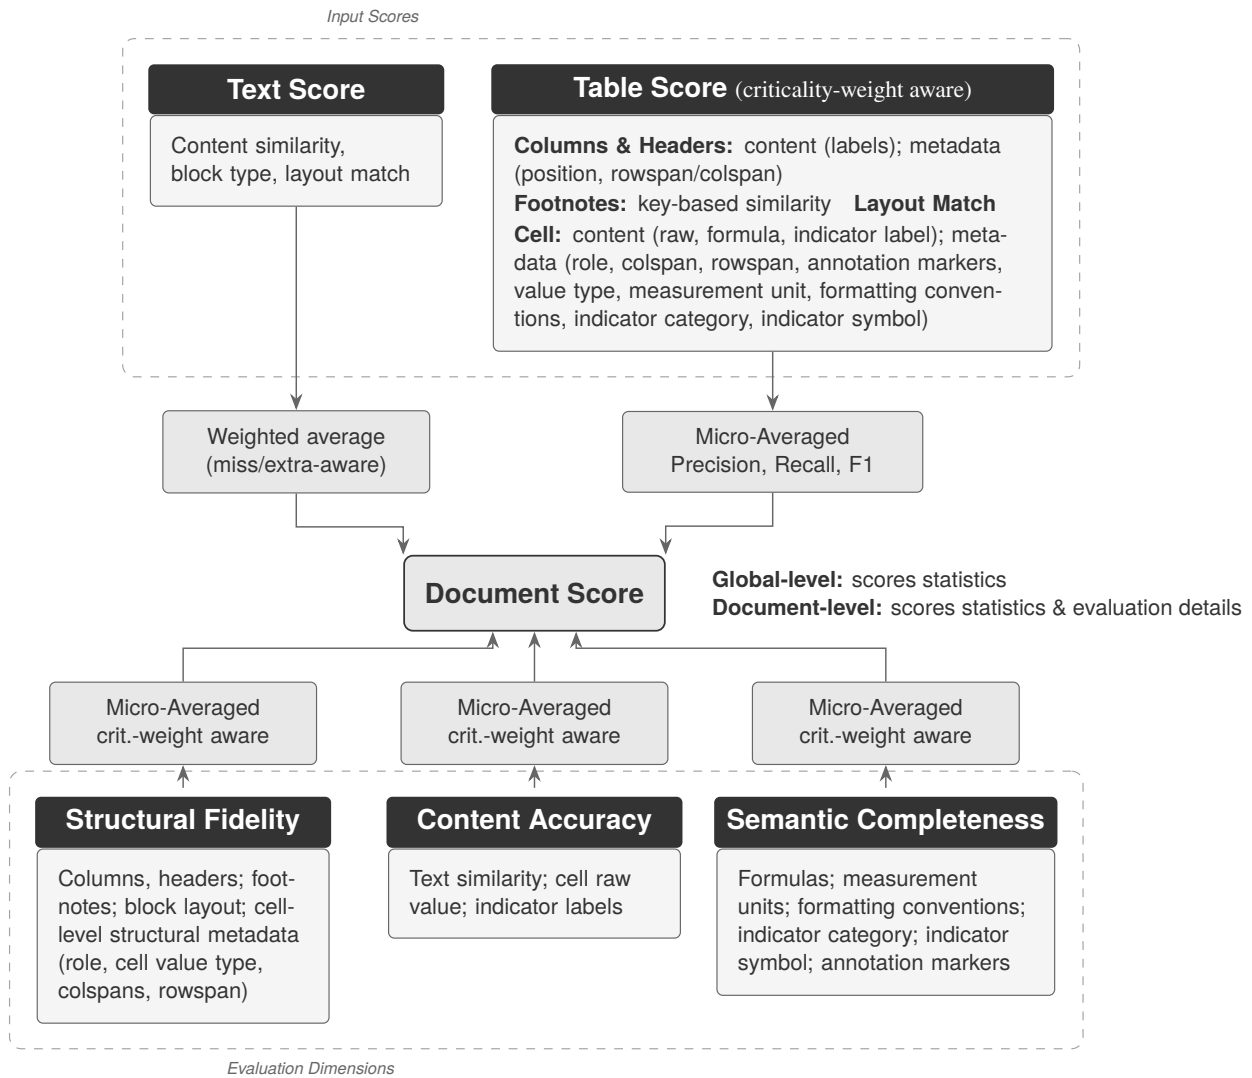 Input Scores
Text Score
Content similarity,
block type, layout match
Table Score (criticality-weight aware)
Columns & Headers: content (labels); metadata
(position, rowspan/colspan)
Footnotes: key-based similarity Layout Match
Cell: content (raw, formula, indicator label); meta-
data (role, colspan, rowspan, annotation markers,
value type, measurement unit, formatting conven-
tions, indicator category, indicator symbol)
Weighted average
(miss/extra-aware)
Micro-Averaged
Precision, Recall, F1
Document Score
Global-level: scores statistics
Document-level: scores statistics & evaluation details
Micro-Averaged
crit.-weight aware
Micro-Averaged
crit.-weight aware
Micro-Averaged
crit.-weight aware
Structural Fidelity
Columns, headers; foot-
notes; block layout; cell-
level structural metadata
(role, cell value type,
colspans, rowspan)
Content Accuracy
Text similarity; cell raw
value; indicator labels
Semantic Completeness
Formulas; measurement
units; formatting conventions;
indicator category; indicator
symbol; annotation markers
Evaluation Dimensions